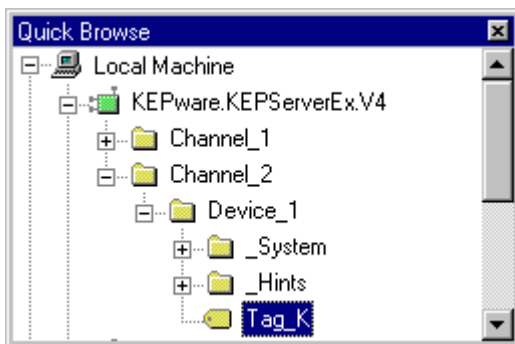 Quick Browse
Local Machine
KEPware.KEPServerEx.V4
Channel_1
Channel_2
Device_1
_System
_Hints
Tag_K